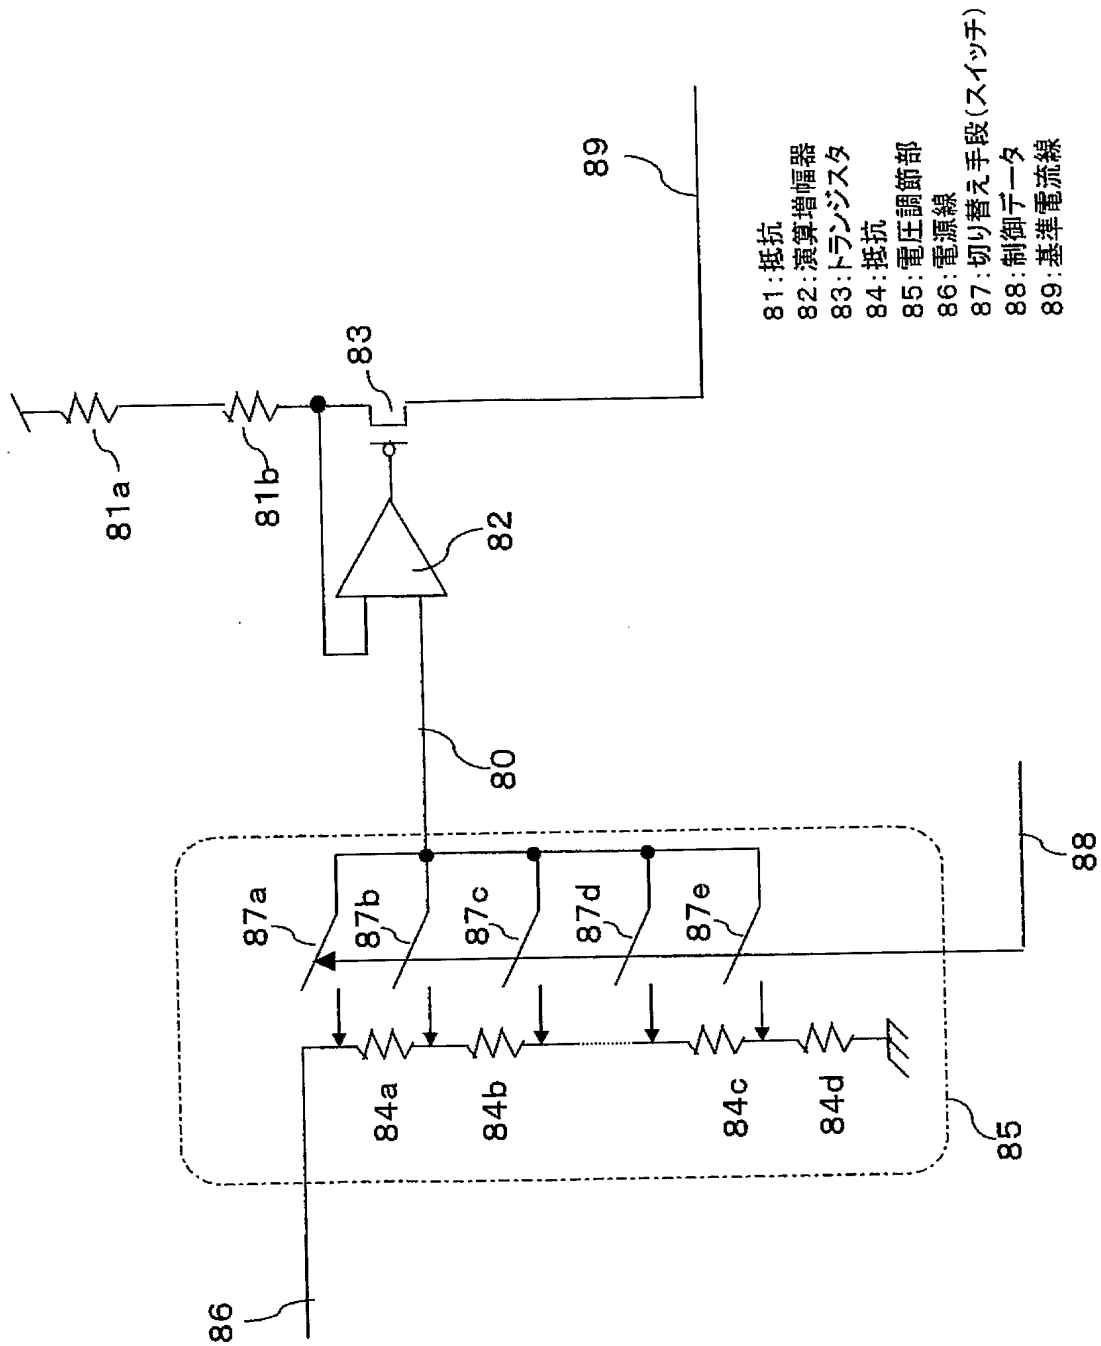 81a
81b
83
82
89
80
87a
87b
87c
87d
87e
84a
84b
84c
84d
86
85
88
81:抵抗
82:演算増幅器
83:トランジスタ
84:抵抗
85:電圧調節部
86:電源線
87:切り替え手段(スイッチ)
88:制御データ
89:基準電流線